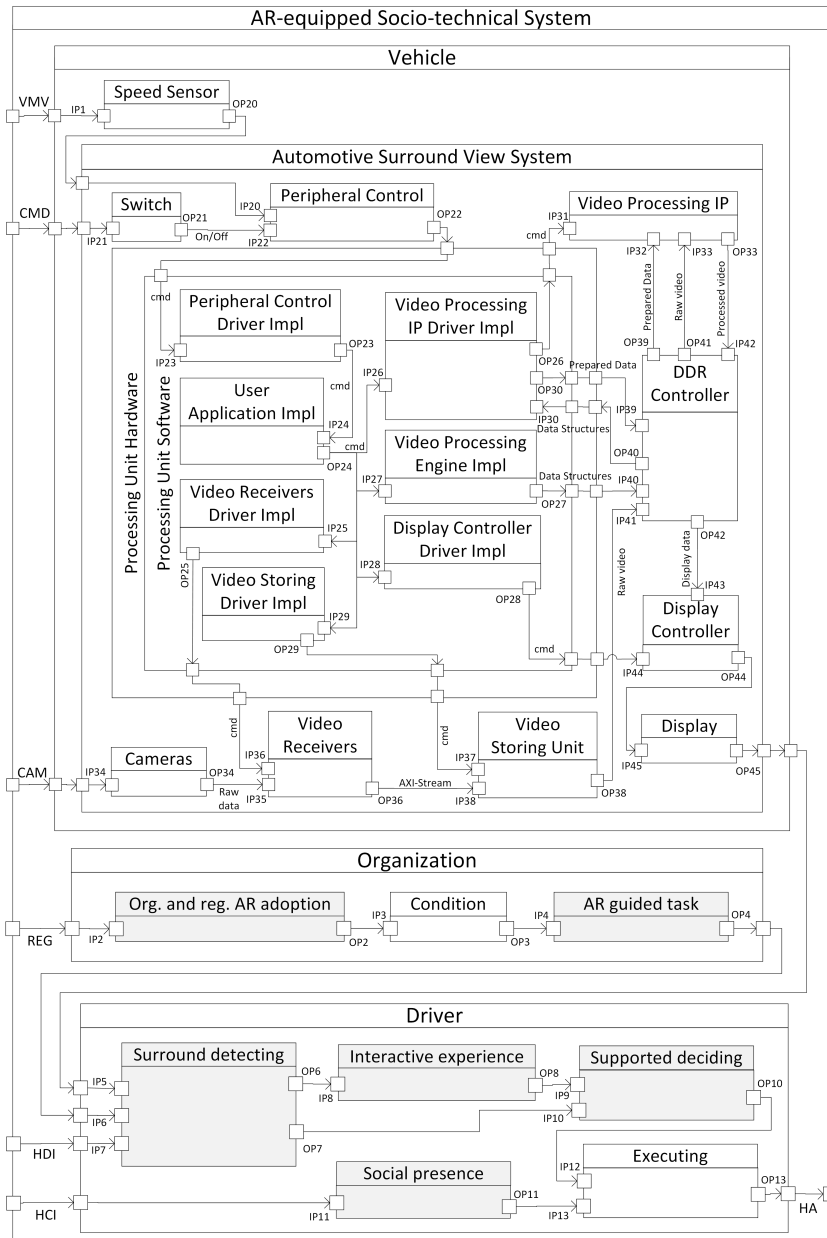 AR-equipped Socio-technical System
Vehicle
VMV
IP1
Speed Sensor
OP20
Automotive Surround View System
CMD
IP21
Switch
OP21
On/Off
IP20
IP22
Peripheral Control
OP22
cmd
IP31
Video Processing IP
IP32
IP33
OP33
Prepared Data
Raw video
Processed video
OP39
OP41
IP42
DDR
Controller
IP39
OP40
IP40
IP41
OP42
Processing Unit Hardware
Processing Unit Software
cmd
IP23
Peripheral Control
Driver Impl
OP23
cmd
User
Application Impl
IP24
OP24
cmd
Video Receivers
Driver Impl
IP25
OP25
Video Storing
Driver Impl
IP29
OP29
IP26
Video Processing
IP Driver Impl
OP26
OP30
IP30
Prepared Data
Data Structures
IP27
Video Processing
Engine Impl
OP27
Data Structures
IP28
Display Controller
Driver Impl
OP28
cmd
Raw video
Display data
IP43
Display
Controller
IP44
OP44
Display
IP45
OP45
CAM
IP34
Cameras
OP34
Raw
data
cmd
IP36
IP35
Video
Receivers
OP36
AXI-Stream
cmd
IP37
IP38
Video
Storing Unit
OP38
Organization
REG
IP2
Org. and reg. AR adoption
OP2
IP3
Condition
OP3
IP4
AR guided task
OP4
Driver
IP5
IP6
IP7
HDI
Surround detecting
OP6
OP7
IP8
Interactive experience
OP8
IP9
IP10
Supported deciding
OP10
HCI
IP11
Social presence
OP11
IP12
IP13
Executing
OP13
HA